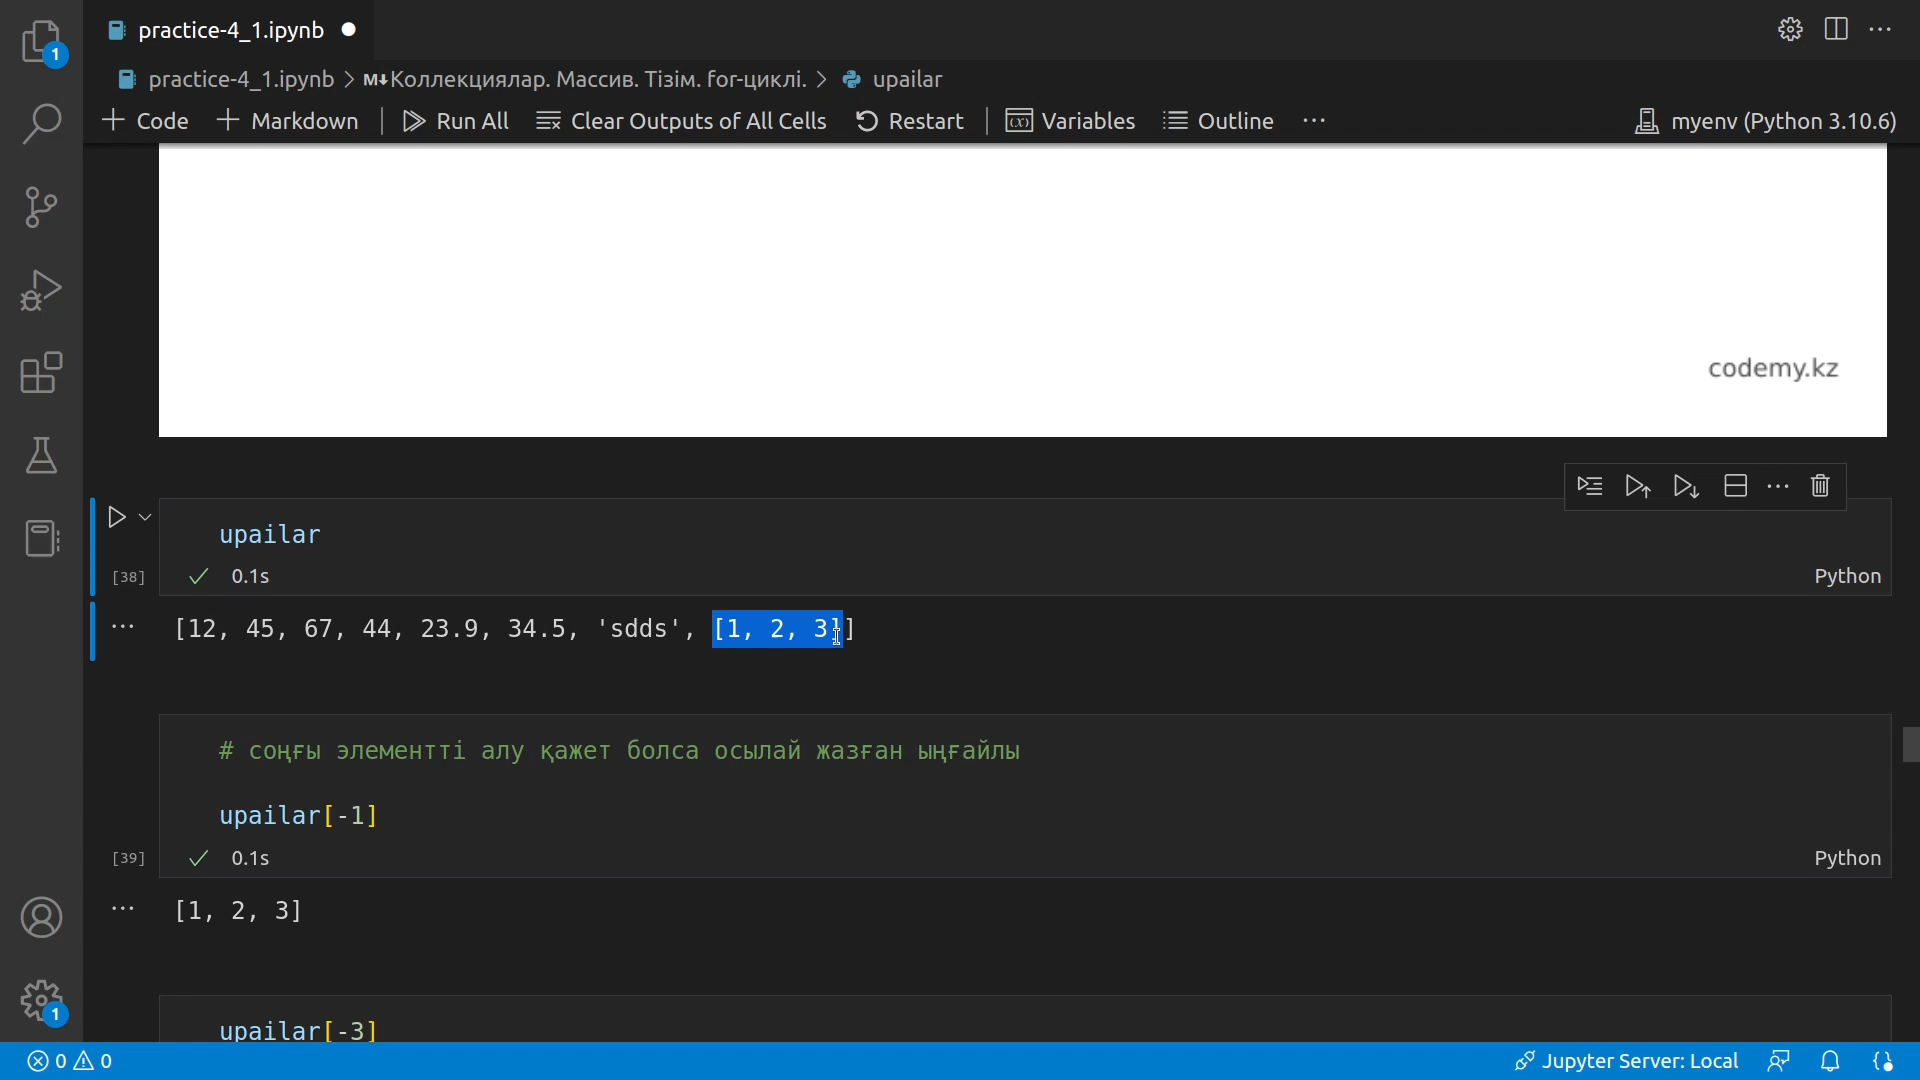 practice-4_1.ipynb
practice-4_1.ipynb > M↓Коллекциялар. Массив. Тізім. for-циклі. > upailar
+ Code + Markdown | Run All Clear Outputs of All Cells Restart | Variables Outline ... myenv (Python 3.10.6)
codemy.kz
upailar
[38] ✓ 0.1s Python
[12, 45, 67, 44, 23.9, 34.5, 'sdds', [1, 2, 3]]
# соңғы элементті алу қажет болса осылай жазған ыңғайлы
upailar[-1]
[39] ✓ 0.1s Python
[1, 2, 3]
upailar[-3]
1
1
0 0 Jupyter Server: Local